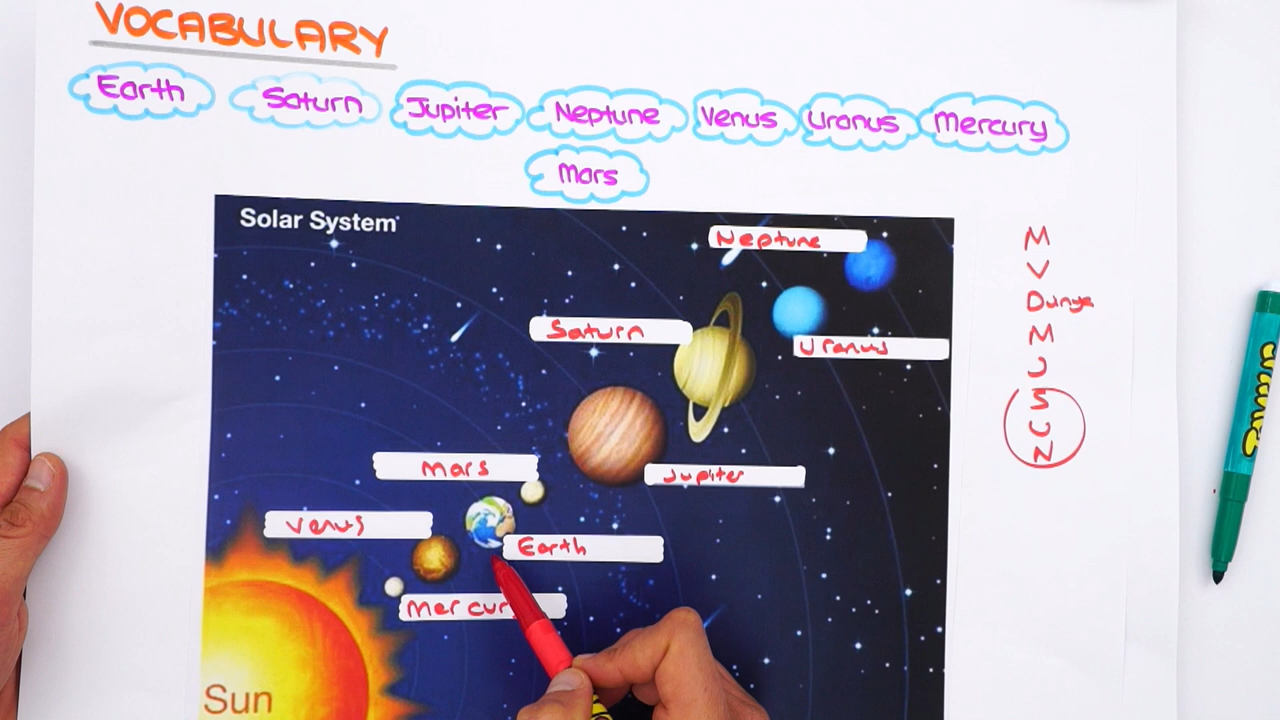 VOCABULARY
Earth Saturn Jupiter Neptune Venus Uranus Mercury
Mars
Solar System
Neptune
Saturn
Uranus
Mars
Jupiter
Venus
Earth
Sun
M
V
Dunya
M
J
S
U
N